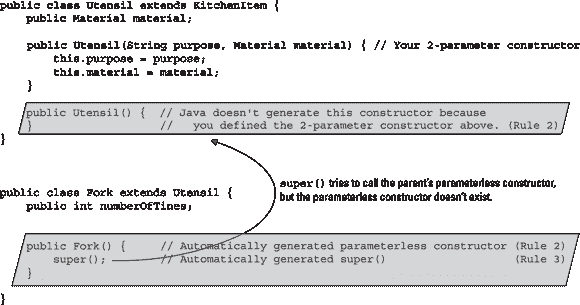 public class Utensil extends KitchenItem {
public Material material;
public Utensil(String purpose, Material material) { // Your 2-parameter constructor
this.purpose = purpose;
this.material = material;
}
public Utensil() { // Java doesn't generate this constructor because
} // you defined the 2-parameter constructor above. (Rule 2)
}
super() tries to call the parent's parameterless constructor,
but the parameterless constructor doesn't exist.
public class Fork extends Utensil {
public int numberOfTines;
public Fork() { // Automatically generated parameterless constructor (Rule 2)
super(); // Automatically generated super() (Rule 3)
}
}